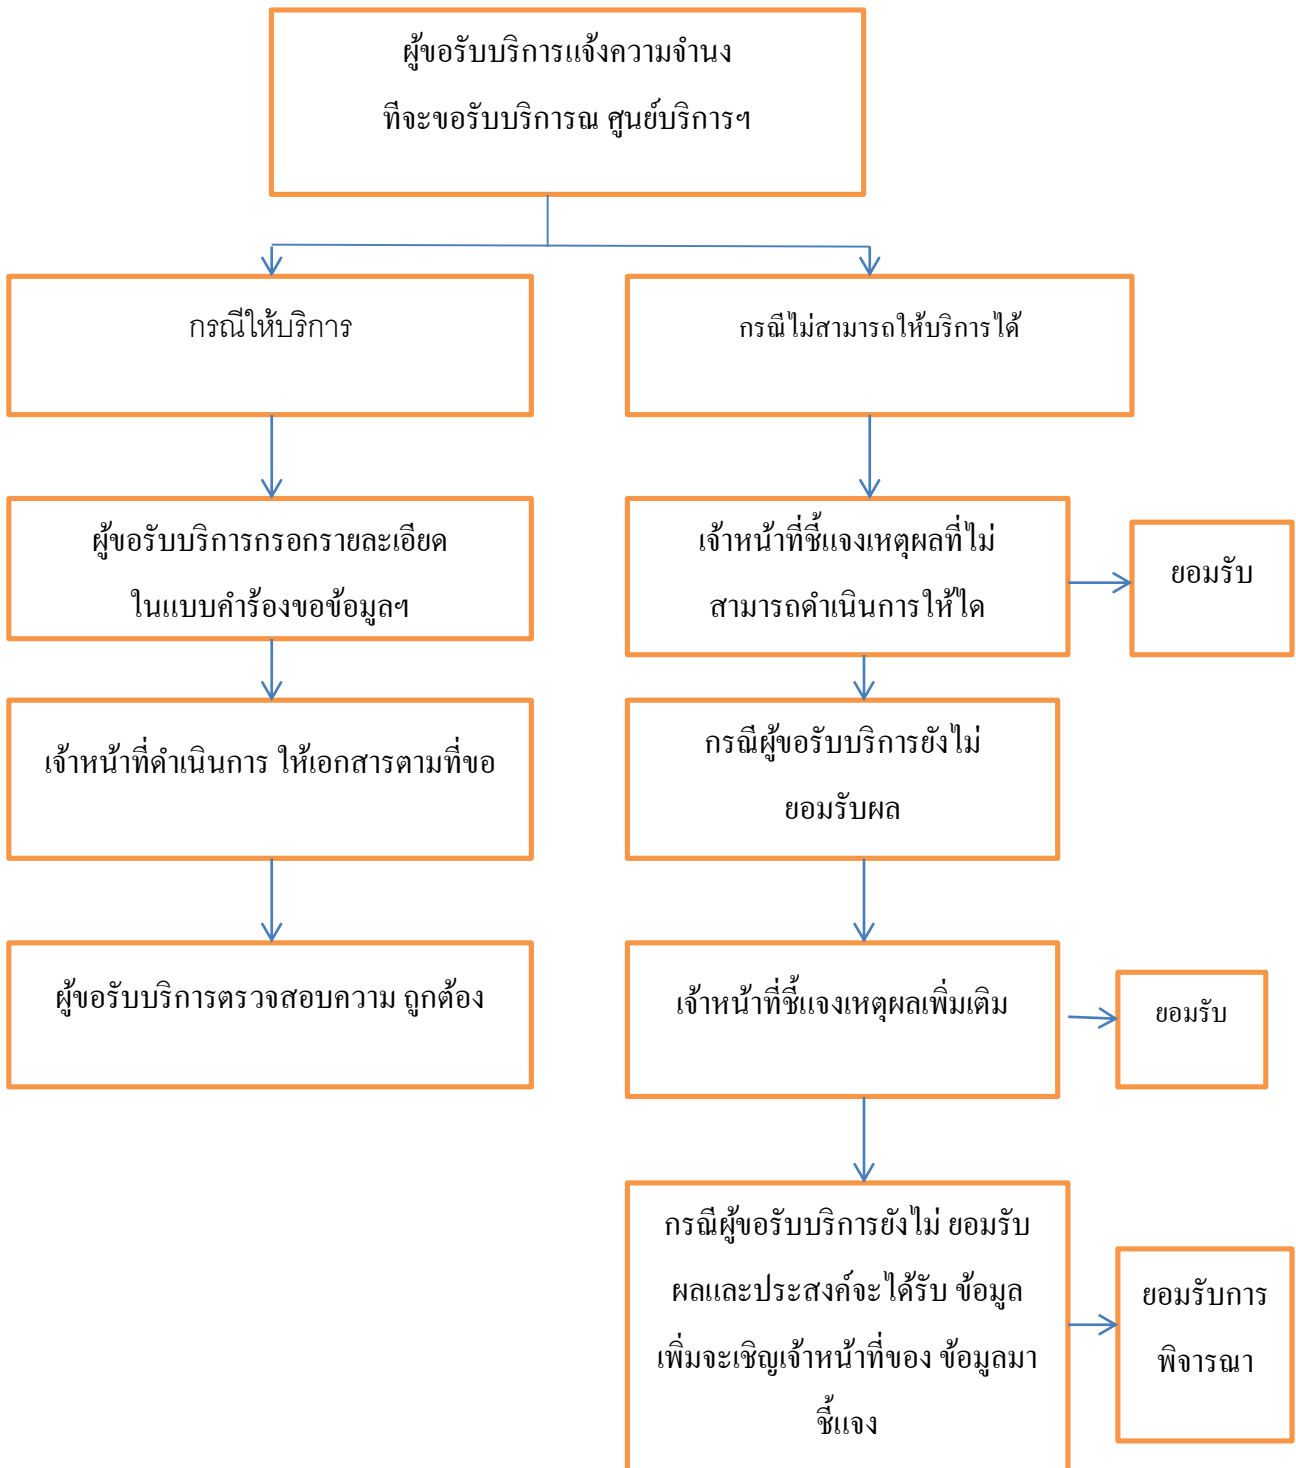 ผู้ขอรับบริการแจ้งความจำนง
ทีจะขอรับบริการณ ศูนย์บริการฯ
กรณีให้บริการ
กรณีไม่สามารถให้บริการได้
ผู้ขอรับบริการกรอกรายละเอียด
ในแบบคำร้องขอข้อมูลฯ
เจ้าหน้าที่ชี้แจงเหตุผลที่ไม่
สามารถดำเนินการให้ได
ยอมรับ
เจ้าหน้าที่ดำเนินการ ให้เอกสารตามที่ขอ
กรณีผู้ขอรับบริการยังไม่
ยอมรับผล
ผู้ขอรับบริการตรวจสอบความ ถูกต้อง
เจ้าหน้าที่ชี้แจงเหตุผลเพิ่มเติม
ยอมรับ
กรณีผู้ขอรับบริการยังไม่ ยอมรับ
ผลและประสงค์จะได้รับ ข้อมูล
เพิ่มจะเชิญเจ้าหน้าที่ของ ข้อมูลมา
ชี้แจง
ยอมรับการ
พิจารณา